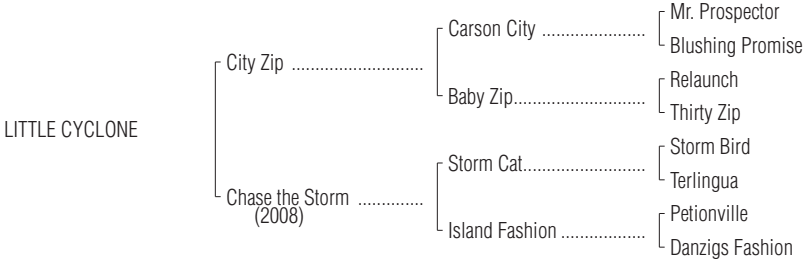 Mr. Prospector
Carson City ......................
Blushing Promise
City Zip ............................
Relaunch
Baby Zip............................
Thirty Zip
LITTLE CYCLONE
Storm Bird
Storm Cat..........................
Terlingua
Chase the Storm ..............
(2008)
Petionville
Island Fashion ..................
Danzigs Fashion